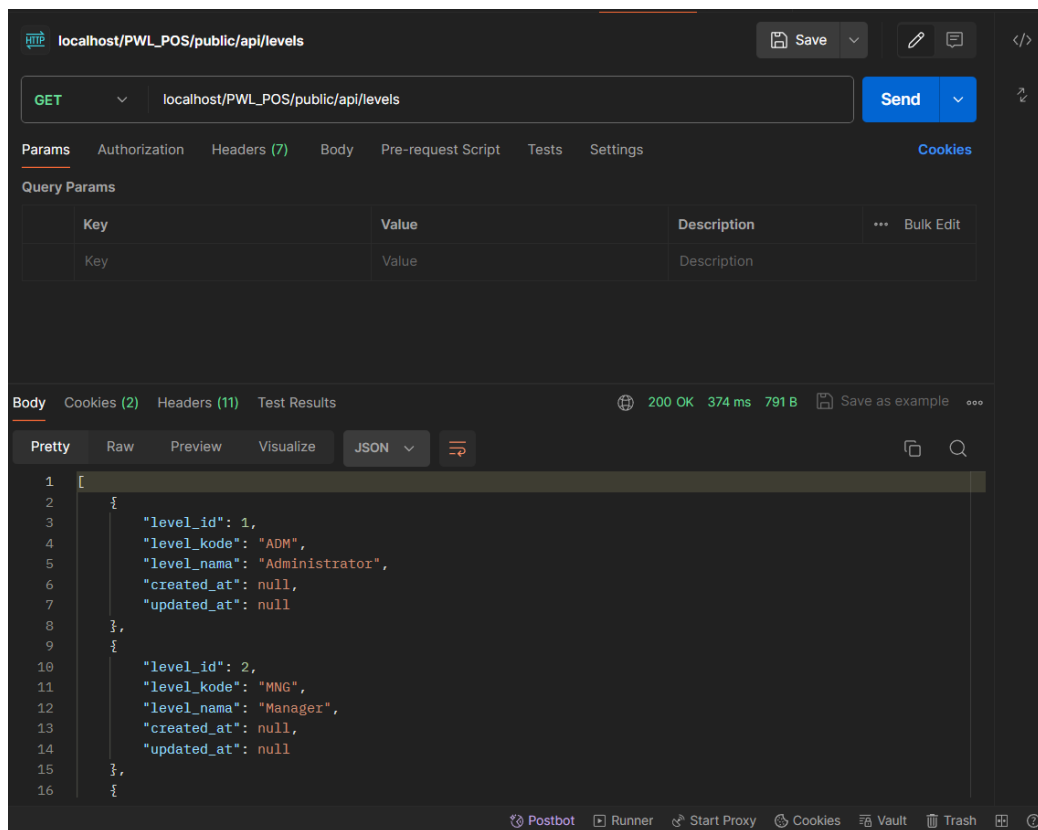 HTTP localhost/PWL_POS/public/api/levels Save </>
GET localhost/PWL_POS/public/api/levels Send
Params Authorization Headers (7) Body Pre-request Script Tests Settings Cookies
Query Params
Key Value Description ••• Bulk Edit
Key Value Description
Body Cookies (2) Headers (11) Test Results 200 OK 374 ms 791 B Save as example
Pretty Raw Preview Visualize JSON
1 [
2 {
3 "level_id": 1,
4 "level_kode": "ADM",
5 "level_nama": "Administrator",
6 "created_at": null,
7 "updated_at": null
8 },
9 {
10 "level_id": 2,
11 "level_kode": "MNG",
12 "level_nama": "Manager",
13 "created_at": null,
14 "updated_at": null
15 },
16 {
Postbot Runner Start Proxy Cookies Vault Trash